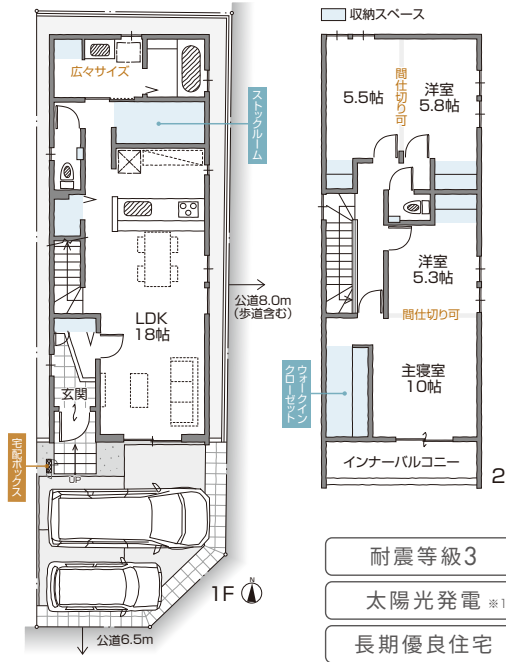 収納スペース
広々サイズ
ストックルーム
LDK
18帖
玄関
宅配ボックス
UP
公道8.0m
(歩道含む)
公道6.5m
1F
N
5.5帖
間仕切り可
洋室
5.8帖
洋室
5.3帖
間仕切り可
主寝室
10帖
ウォークイン
クローゼット
インナーバルコニー
2
耐震等級3
太陽光発電 ※1
長期優良住宅